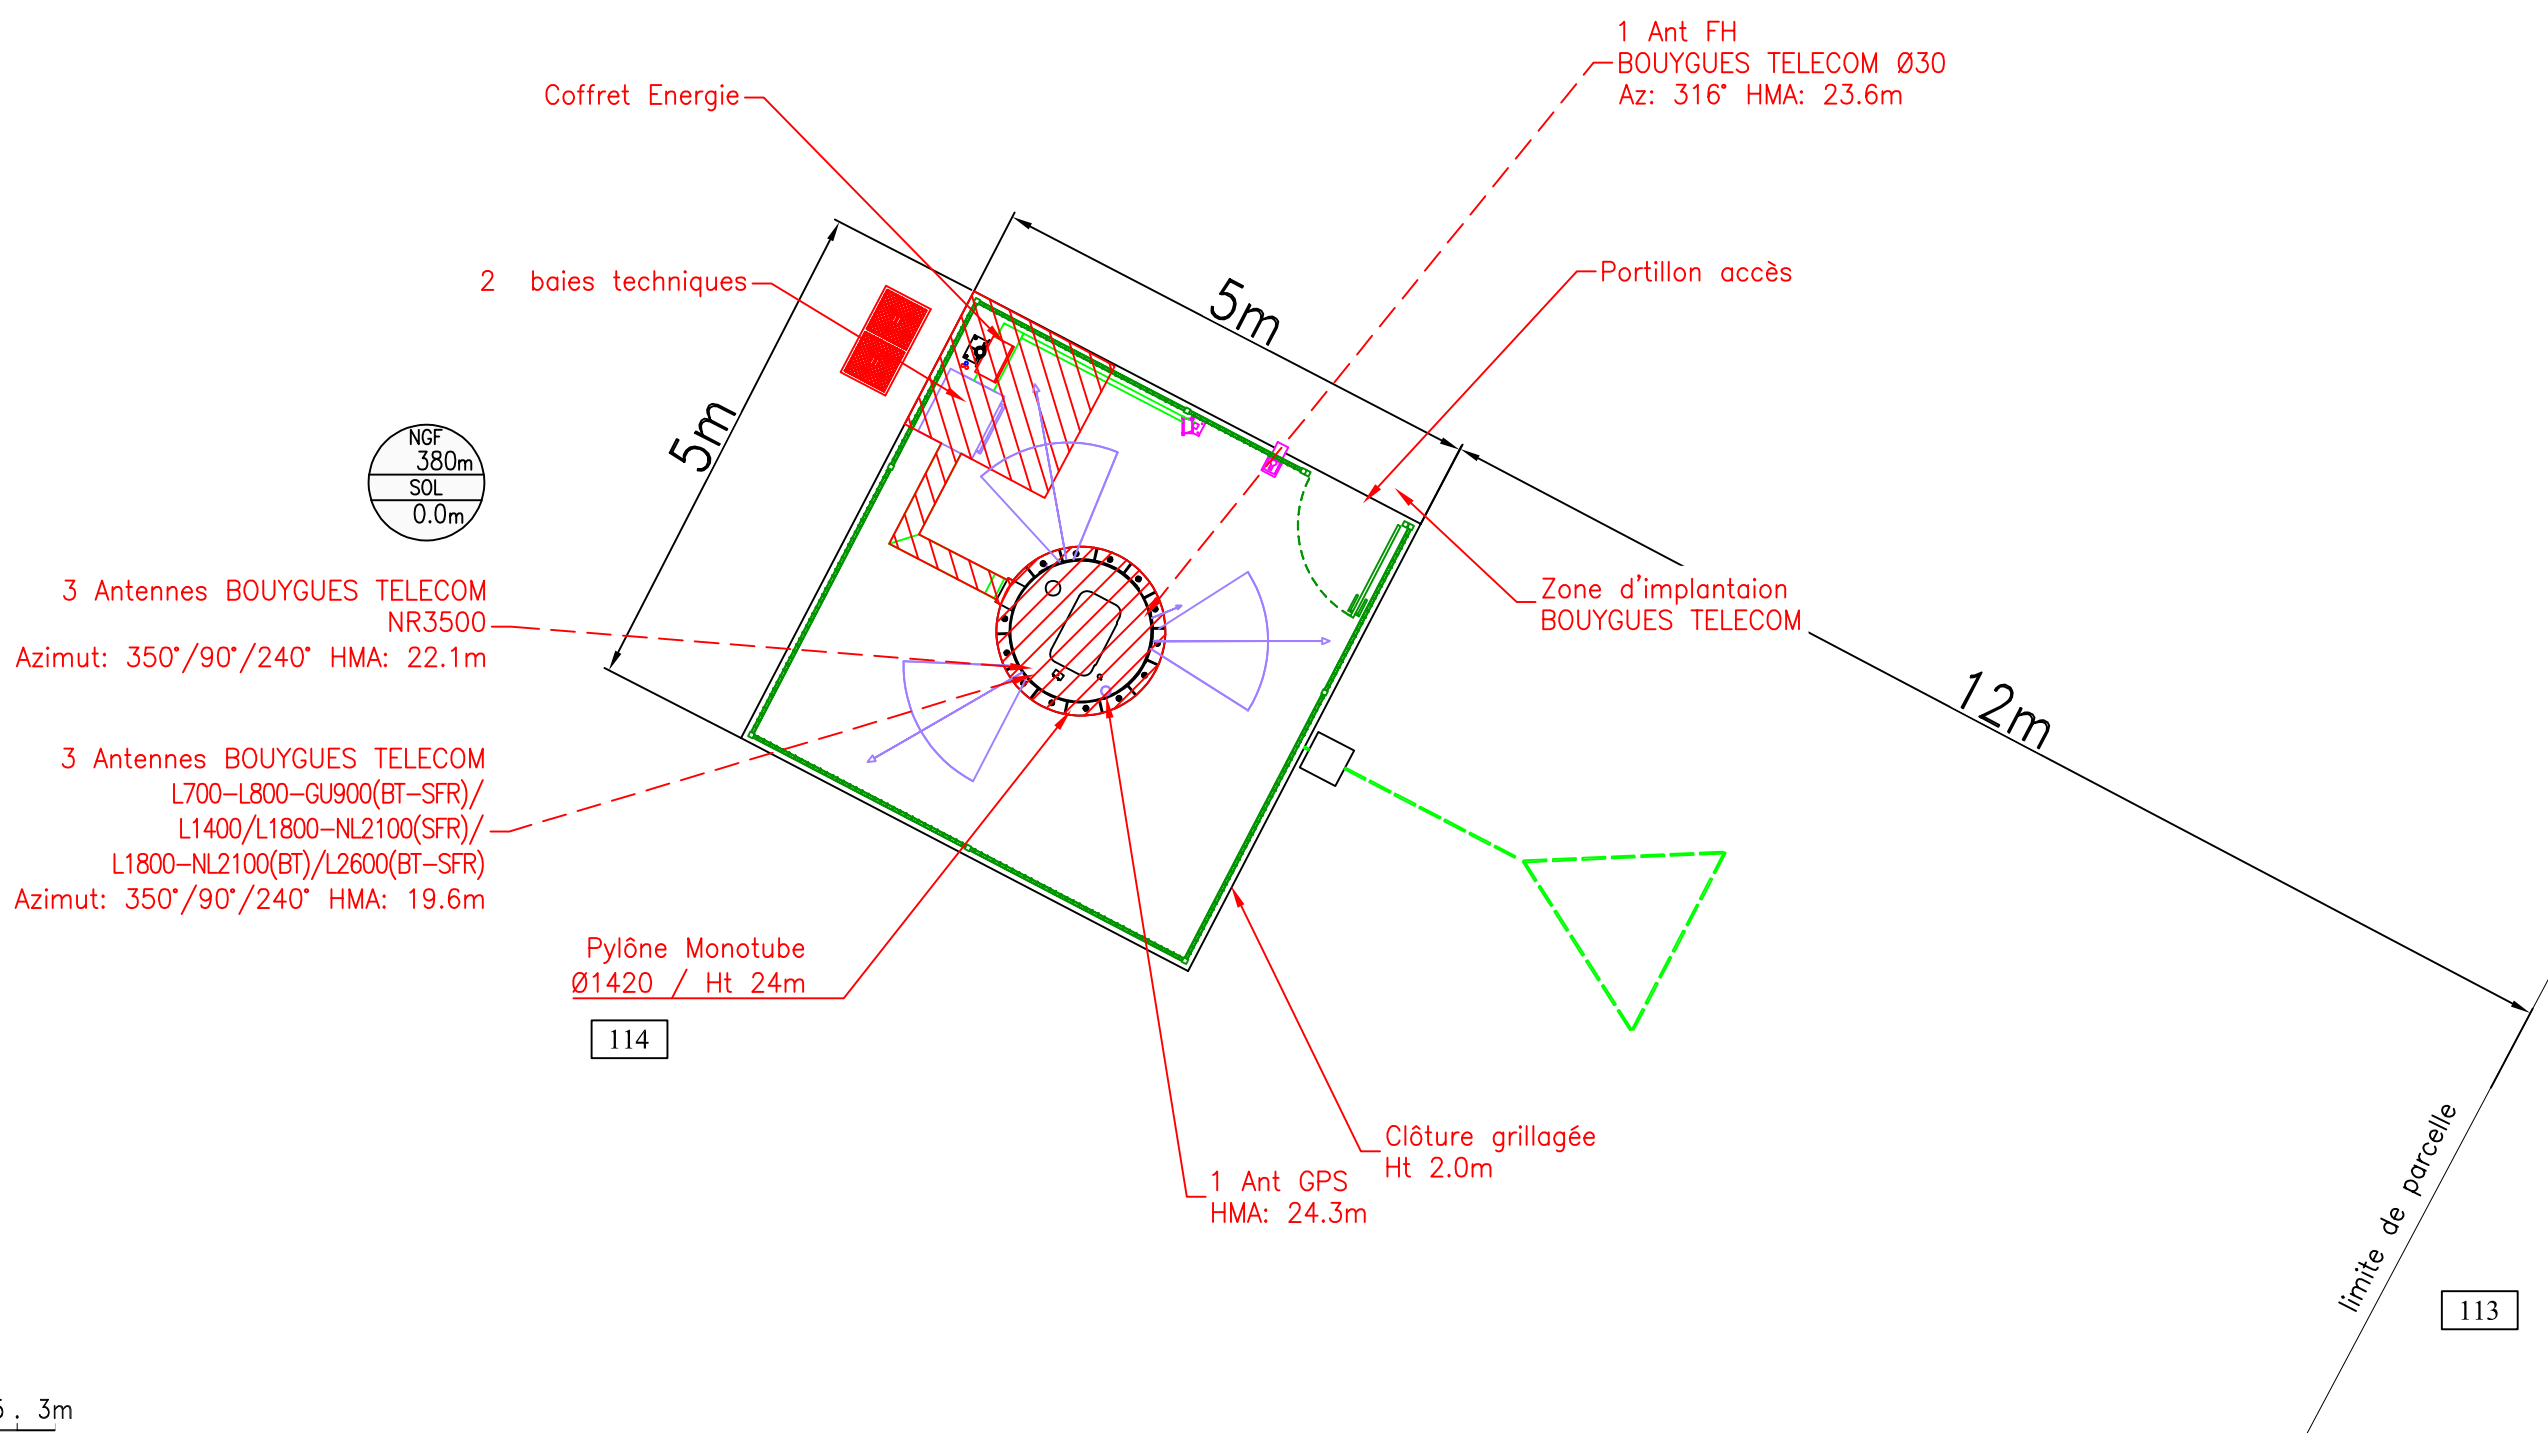 1 Ant FH
BOUYGUES TELECOM Ø30
Az: 316° HMA: 23.6m
Coffret Energie
2 baies techniques
Portillon accès
5m
5m
NGF
380m
SOL
0.0m
3 Antennes BOUYGUES TELECOM
NR3500
Azimut: 350°/90°/240° HMA: 22.1m
Zone d'implantaion
BOUYGUES TELECOM
12m
3 Antennes BOUYGUES TELECOM
L700-L800-GU900(BT-SFR)/
L1400/L1800-NL2100(SFR)/
L1800-NL2100(BT)/L2600(BT-SFR)
Azimut: 350°/90°/240° HMA: 19.6m
Pylône Monotube
Ø1420 / Ht 24m
114
Clôture grillagée
Ht 2.0m
1 Ant GPS
HMA: 24.3m
limite de parcelle
113
3m